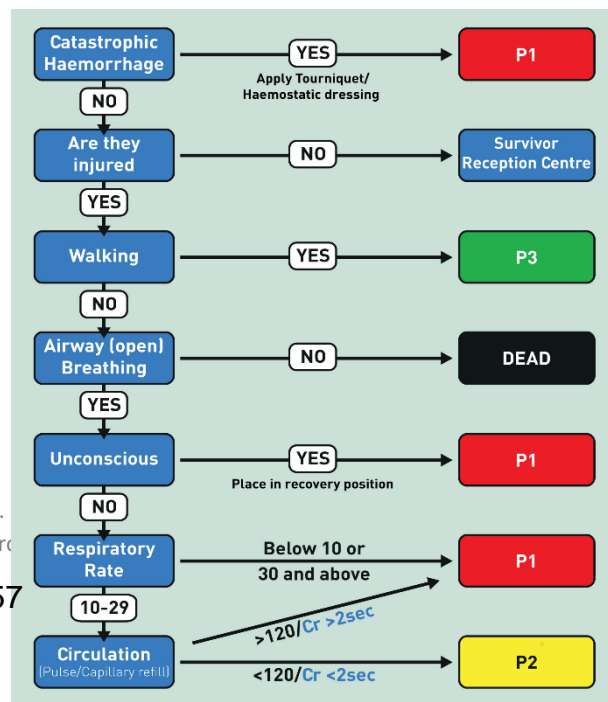 Catastrophic
Haemorrhage
YES
Apply Tourniquet/
Haemostatic dressing
P1
NO
Are they
injured
NO
Survivor
Reception Centre
YES
Walking
YES
P3
NO
Airway (open)
Breathing
NO
DEAD
YES
Unconscious
YES
Place in recovery position
P1
NO
Respiratory
Rate
Below 10 or
30 and above
P1
10-29
>120/Cr >2sec
Circulation
(Pulse/Capillary refill)
<120/Cr <2sec
P2